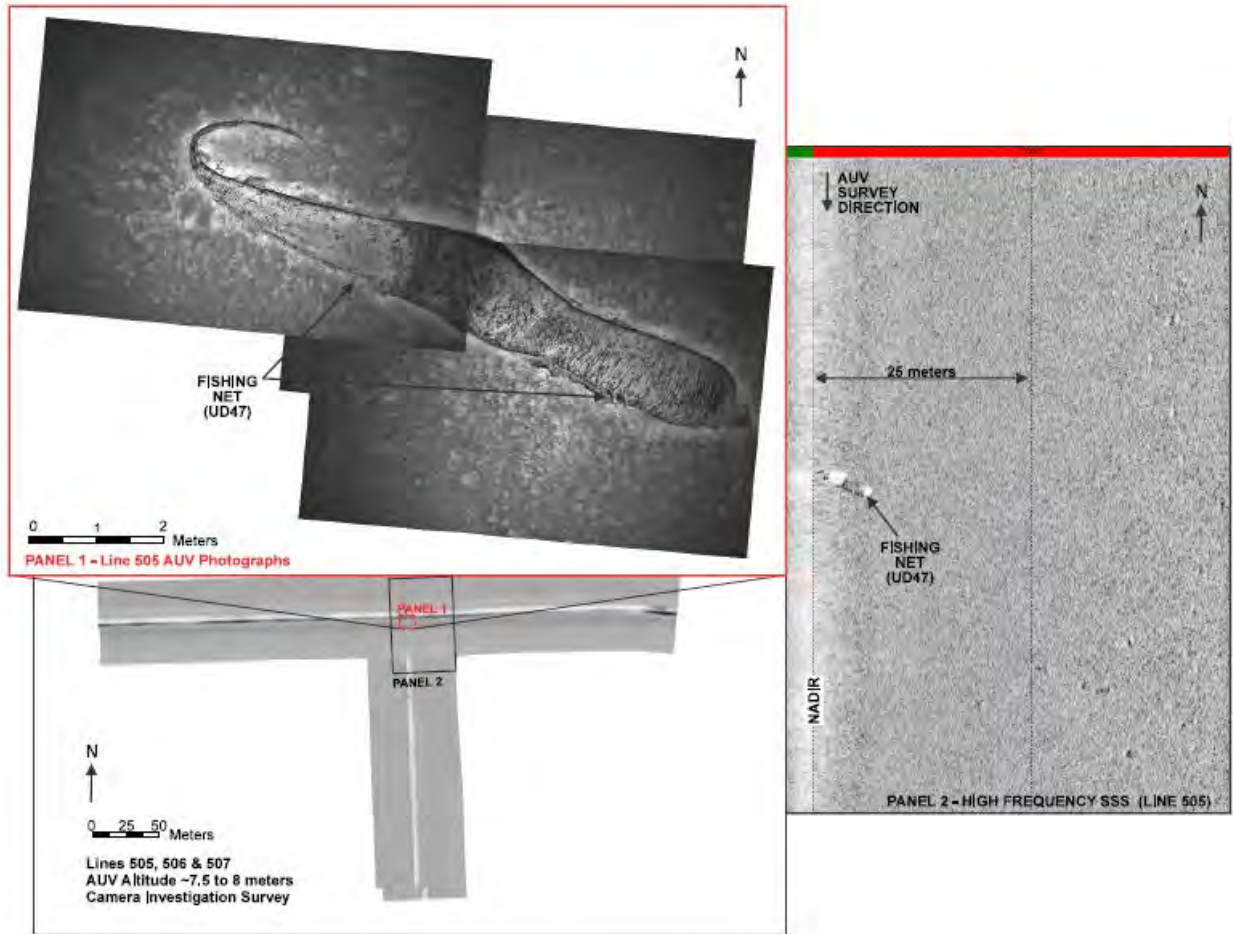 N
FISHING
NET
(UD47)
0 1 2
Meters
PANEL 1 - Line 505 AUV Photographs
AUV
SURVEY
DIRECTION
N
25 meters
FISHING
NET
(UD47)
NADIR
PANEL 2 - HIGH FREQUENCY SSS (LINE 505)
PANEL 1
PANEL 2
N
0 25 50
Meters
Lines 505, 506 & 507
AUV Altitude ~7.5 to 8 meters
Camera Investigation Survey